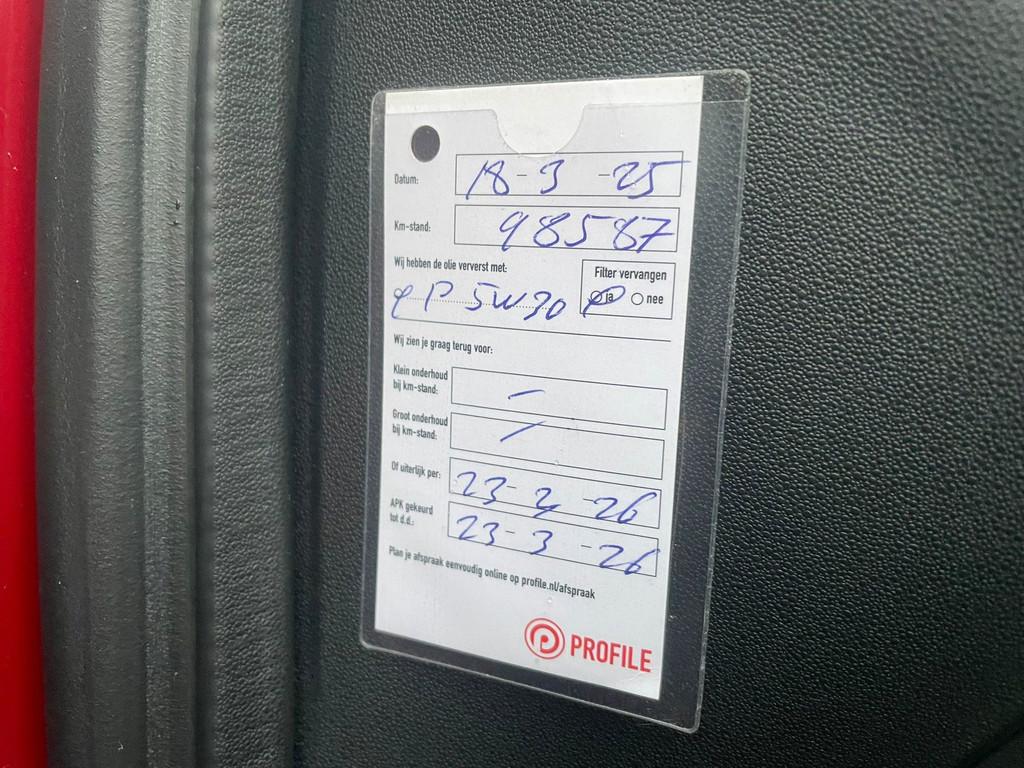 Datum: 18-3-25
Km-stand: 98587
Wij hebben de olie ververst met:
Filter vervangen
ja nee
5W30
Wij zien je graag terug voor:
Klein onderhoud
bij km-stand: -
Groot onderhoud
bij km-stand: -
Of uiterlijk per: 23-2-26
APK gekeurd
tot d.d.: 23-3-26
Plan je afspraak eenvoudig online op profile.nl/afspraak
PROFILE